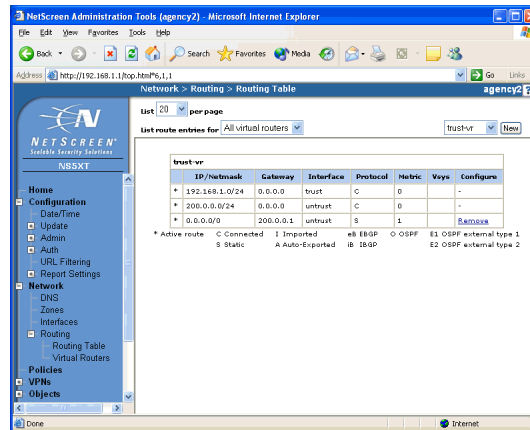 NetScreen Administration Tools (agency2) - Microsoft Internet Explorer
File Edit View Favorites Tools Help
Back Search Favorites Media
Address http://192.168.1.1/top.html*6,1,1 Go Links
Network > Routing > Routing Table agency2 ?
N
NETSCREEN
Scalable Security Solutions
NS5XT
List 20 per page
List route entries for All virtual routers trust-vr New
trust-vr
IP/Netmask Gateway Interface Protocol Metric Vsys Configure
* 192.168.1.0/24 0.0.0.0 trust C 0 -
* 200.0.0.0/24 0.0.0.0 untrust C 0 -
* 0.0.0.0/0 200.0.0.1 untrust S 1 Remove
* Active route C Connected I Imported eB EBGP O OSPF E1 OSPF external type 1
S Static A Auto-Exported iB IBGP E2 OSPF external type 2
Home
Configuration
Date/Time
Update
Admin
Auth
URL Filtering
Report Settings
Network
DNS
Zones
Interfaces
Routing
Routing Table
Virtual Routers
Policies
VPNs
Objects
Done Internet